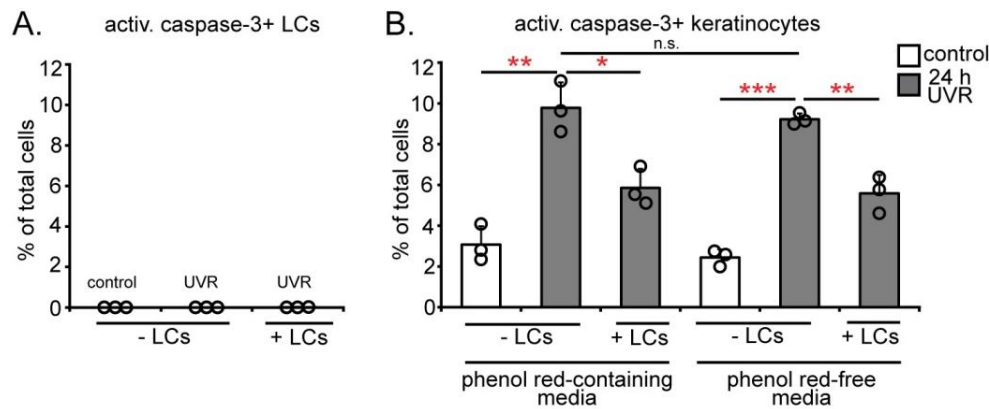 A.
activ. caspase-3+ LCs
% of total cells
12
10
8
6
4
2
0
control
UVR
UVR
- LCs
+ LCs
B.
activ. caspase-3+ keratinocytes
n.s.
** * *** **
control
24 h
UVR
% of total cells
12
10
8
6
4
2
0
- LCs
+ LCs
- LCs
+ LCs
phenol red-containing
media
phenol red-free
media